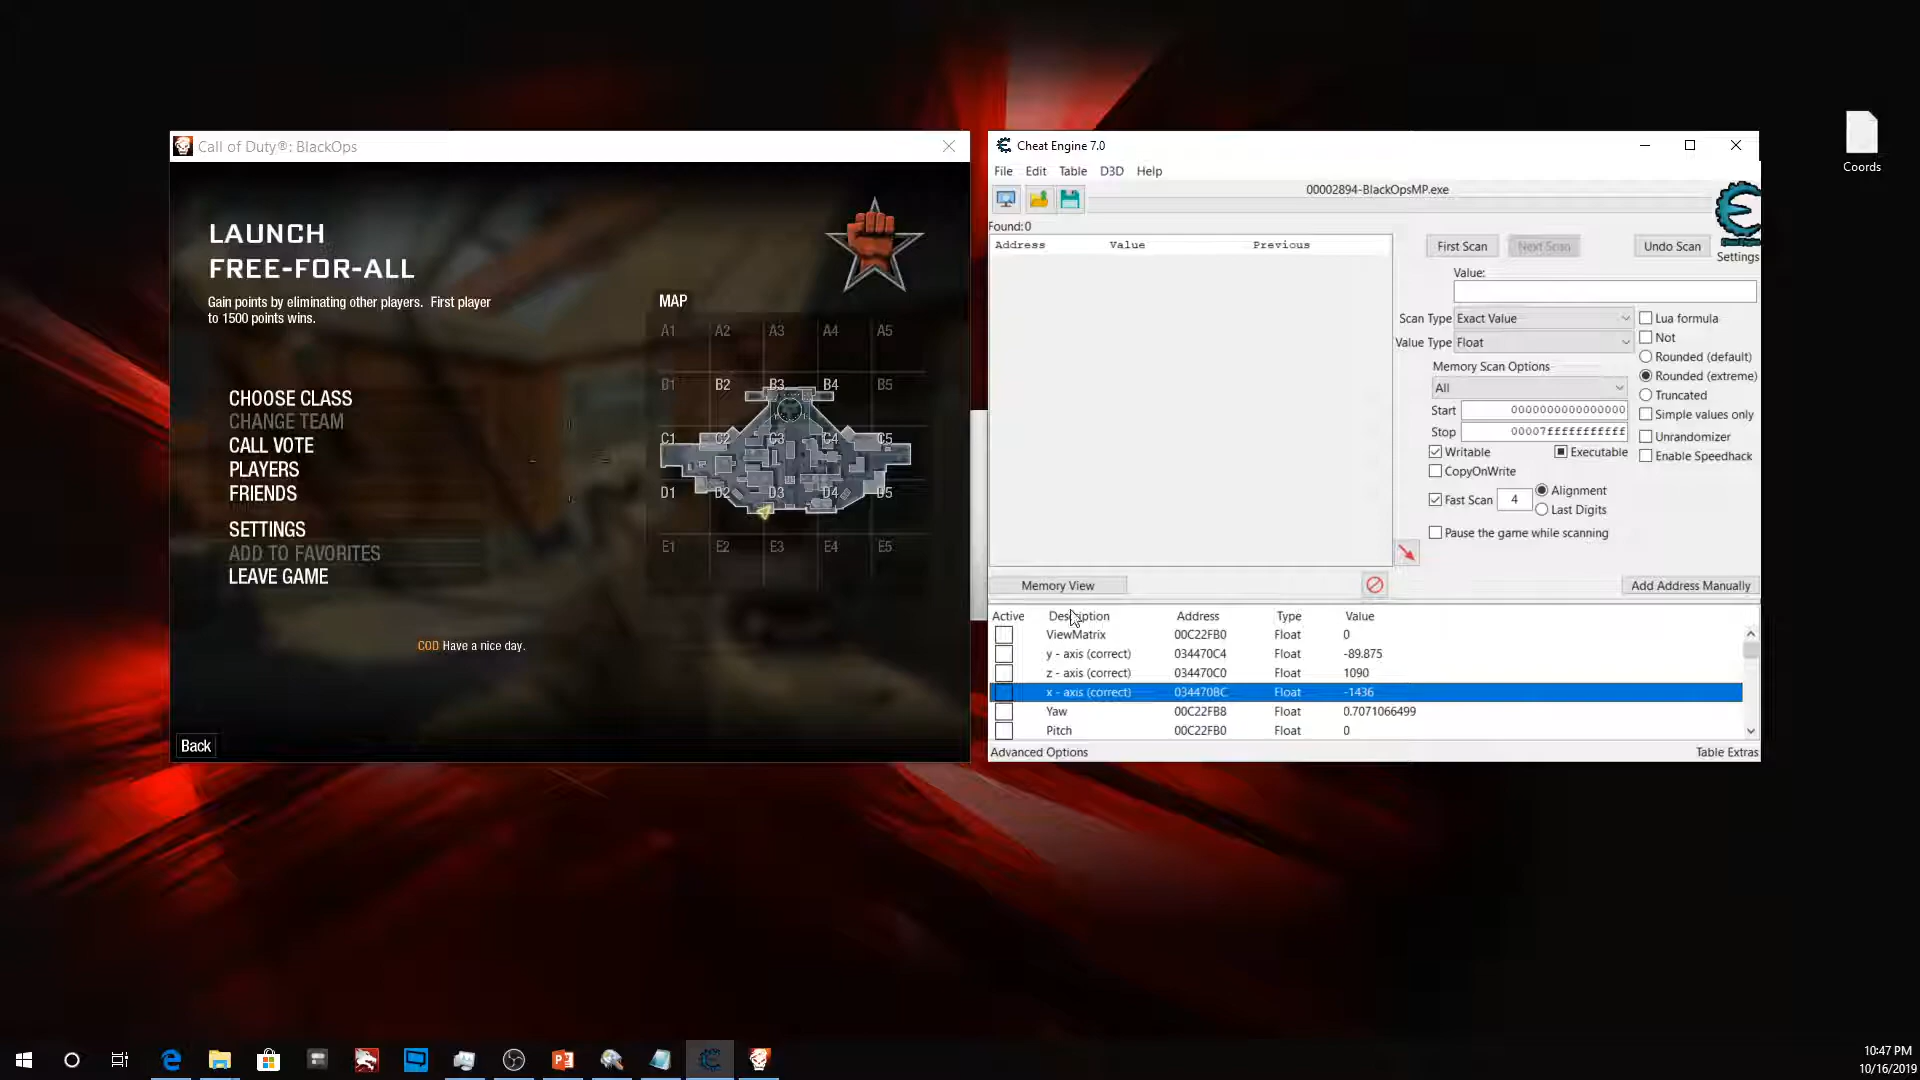 Coords
Call of Duty®: BlackOps
LAUNCH
FREE-FOR-ALL
Gain points by eliminating other players. First player
to 1500 points wins.
MAP
A1 A2 A3 A4 A5
B1 B2 B3 B4 B5
C1 C2 C3 C4 C5
D1 D2 D3 D4 D5
E1 E2 E3 E4 E5
CHOOSE CLASS
CHANGE TEAM
CALL VOTE
PLAYERS
FRIENDS
SETTINGS
ADD TO FAVORITES
LEAVE GAME
COD Have a nice day.
Back
Cheat Engine 7.0
File Edit Table D3D Help
00002894-BlackOpsMP.exe
Found:0
Address Value Previous
First Scan Next Scan Undo Scan
Settings
Value:
Scan Type Exact Value
Value Type Float
Lua formula
Not
Rounded (default)
Rounded (extreme)
Truncated
Simple values only
Unrandomizer
Enable Speedhack
Memory Scan Options
All
Start 0000000000000000
Stop 00007fffffffffff
Writable Executable
CopyOnWrite
Fast Scan 4 Alignment
Last Digits
Pause the game while scanning
Memory View Add Address Manually
Active Description Address Type Value
ViewMatrix 00C22FB0 Float 0
y - axis (correct) 034470C4 Float -89.875
z - axis (correct) 034470C0 Float 1090
x - axis (correct) 034470BC Float -1436
Yaw 00C22FB8 Float 0.7071066499
Pitch 00C22FB0 Float 0
Advanced Options Table Extras
10:47 PM
10/16/2019